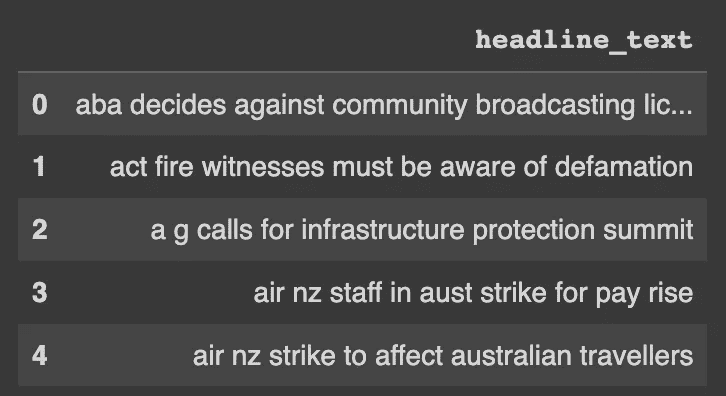 headline_text
0 aba decides against community broadcasting lic...
1 act fire witnesses must be aware of defamation
2 a g calls for infrastructure protection summit
3 air nz staff in aust strike for pay rise
4 air nz strike to affect australian travellers